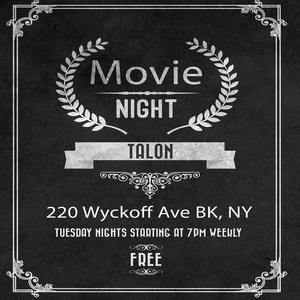 Movie
NIGHT
TALON
220 Wyckoff Ave BK, NY
TUESDAY NIGHTS STARTING AT 7PM WEEKLY
FREE